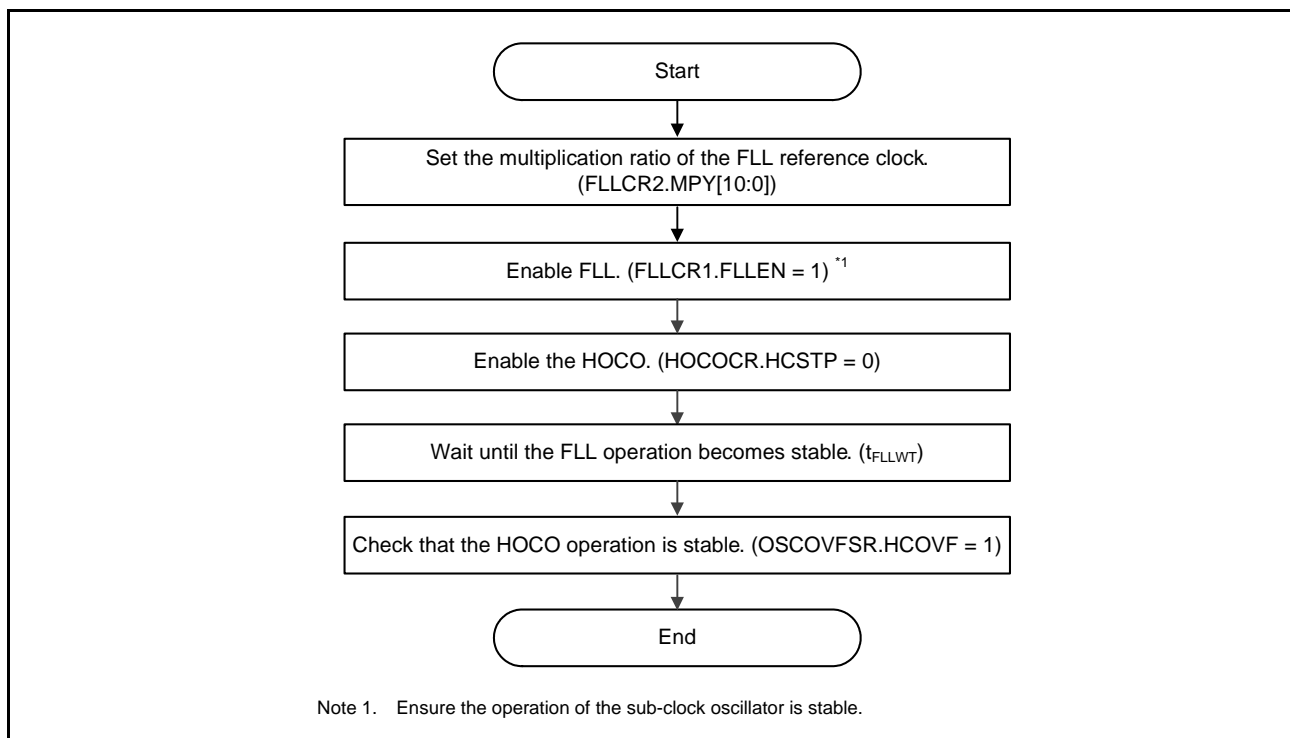 Start
Set the multiplication ratio of the FLL reference clock.
(FLLCR2.MPY[10:0])
Enable FLL. (FLLCR1.FLLEN = 1) *1
Enable the HOCO. (HOCOCR.HCSTP = 0)
Wait until the FLL operation becomes stable. (tFLLWT)
Check that the HOCO operation is stable. (OSCOVFSR.HCOVF = 1)
End
Note 1. Ensure the operation of the sub-clock oscillator is stable.